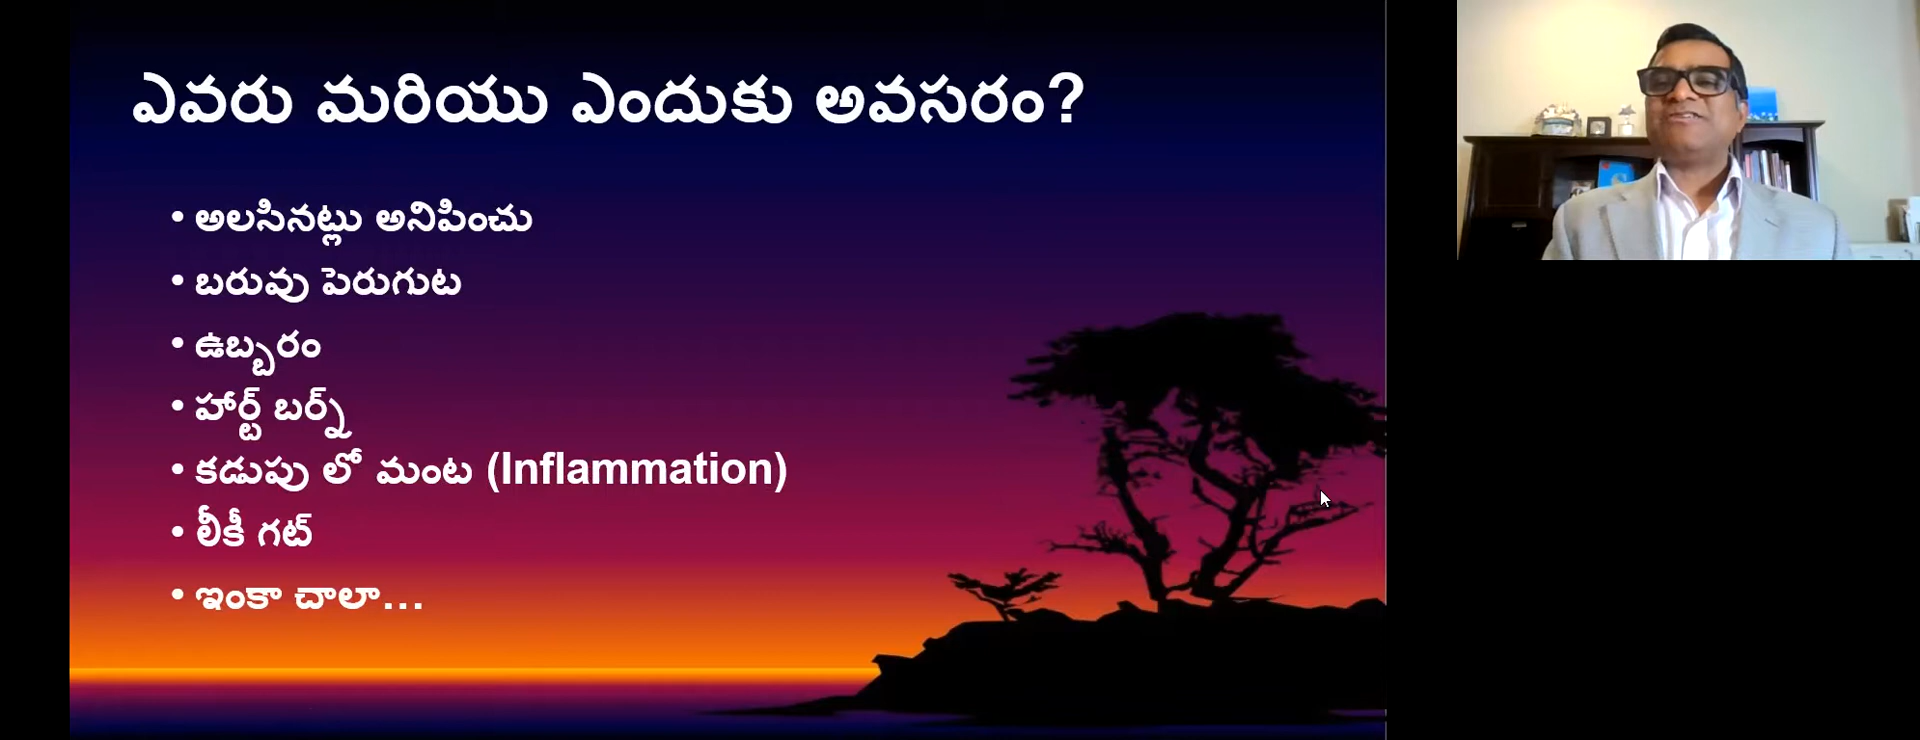 ఎవరు మరియు ఎందుకు అవసరం?
• అలసినట్లు అనిపించు
• బరువు పెరుగుట
• ఉబ్బరం
• హార్ట్ బర్న్
• కడుపు లో మంట (Inflammation)
• లీకీ గట్
• ఇంకా చాలా...